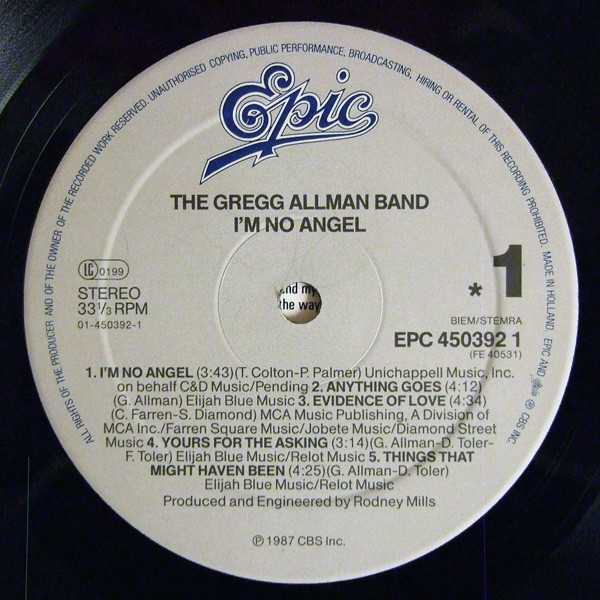 ALL RIGHTS OF THE PRODUCER AND OF THE OWNER OF THE RECORDED WORK RESERVED. UNAUTHORISED COPYING, PUBLIC PERFORMANCE, BROADCASTING, HIRING OR RENTAL OF THIS RECORDING PROHIBITED. MADE IN HOLLAND. EPIC AND ® ℗ CBS INC.
Epic
THE GREGG ALLMAN BAND
I'M NO ANGEL
LC 0199
STEREO
33 1/3 RPM
01-450392-1
and my
the way
* 1
BIEM/STEMRA
EPC 450392 1
(FE 40531)
1. I'M NO ANGEL (3:43)(T. Colton-P. Palmer) Unichappell Music, Inc.
on behalf C&D Music/Pending 2. ANYTHING GOES (4:12)
(G. Allman) Elijah Blue Music 3. EVIDENCE OF LOVE (4:34)
(C. Farren-S. Diamond) MCA Music Publishing, A Division of
MCA Inc./Farren Square Music/Jobete Music/Diamond Street
Music 4. YOURS FOR THE ASKING (3:14)(G. Allman-D. Toler-
F. Toler) Elijah Blue Music/Relot Music 5. THINGS THAT
MIGHT HAVEN BEEN (4:25)(G. Allman-D. Toler)
Elijah Blue Music/Relot Music
Produced and Engineered by Rodney Mills
℗ 1987 CBS Inc.